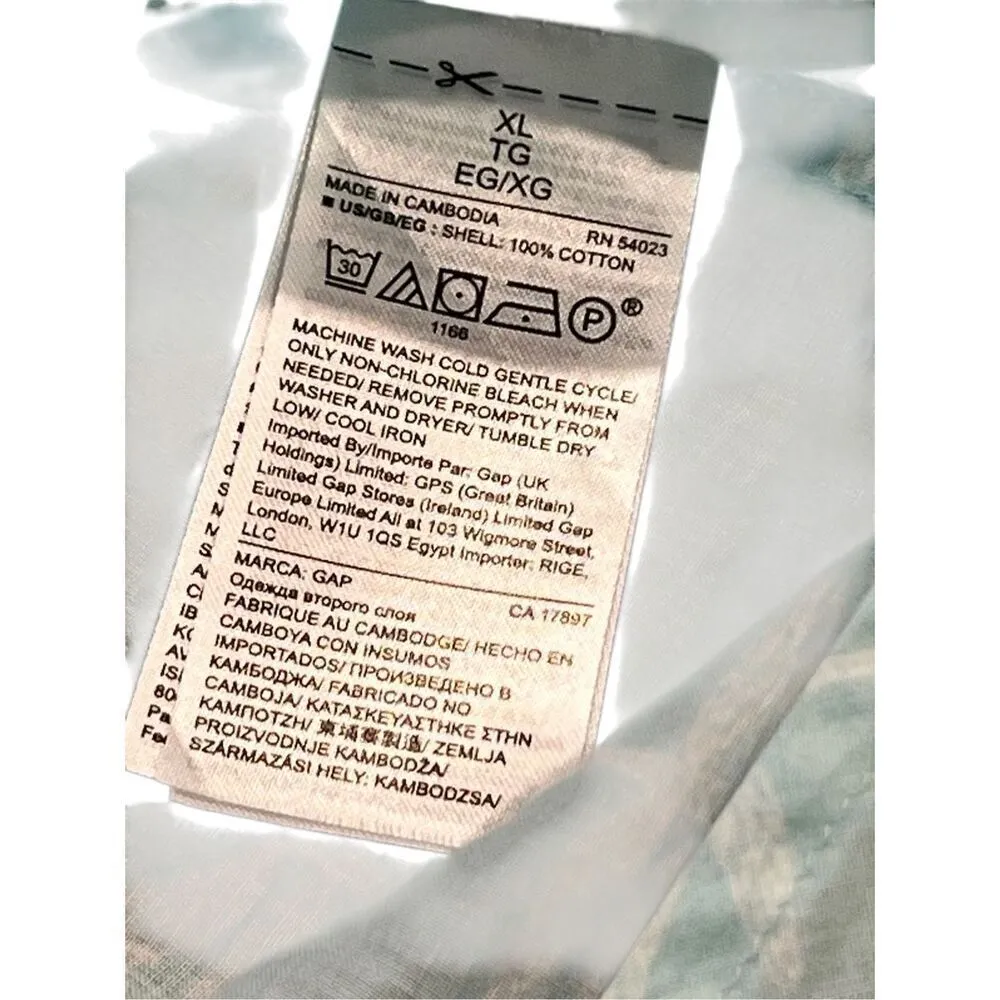 XL
TG
EG/XG
MADE IN CAMBODIA RN 54023
■ US/GB/EG : SHELL: 100% COTTON
30 P ®
1166
MACHINE WASH COLD GENTLE CYCLE/
ONLY NON-CHLORINE BLEACH WHEN
NEEDED/ REMOVE PROMPTLY FROM
WASHER AND DRYER/ TUMBLE DRY
LOW/ COOL IRON
Imported By/Importe Par: Gap (UK
Holdings) Limited: GPS (Great Britain)
Limited Gap Stores (Ireland) Limited Gap
Europe Limited All at 103 Wigmore Street,
London, W1U 1QS Egypt Importer: RIGE,
LLC
MARCA: GAP CA 17897
Одежда второго слоя
FABRIQUE AU CAMBODGE/ HECHO EN
CAMBOYA CON INSUMOS
IMPORTADOS/ ПРОИЗВЕДЕНО В
КАМБОДЖА/ FABRICADO NO
CAMBOJA/ ΚΑΤΑΣΚΕΥΑΣΤΗΚΕ ΣΤΗΝ
ΚΑΜΠΟΤΖΗ/ 柬埔寨製造/ ZEMLJA
PROIZVODNJE KAMBODŽA/
SZÁRMAZÁSI HELY: KAMBODZSA/